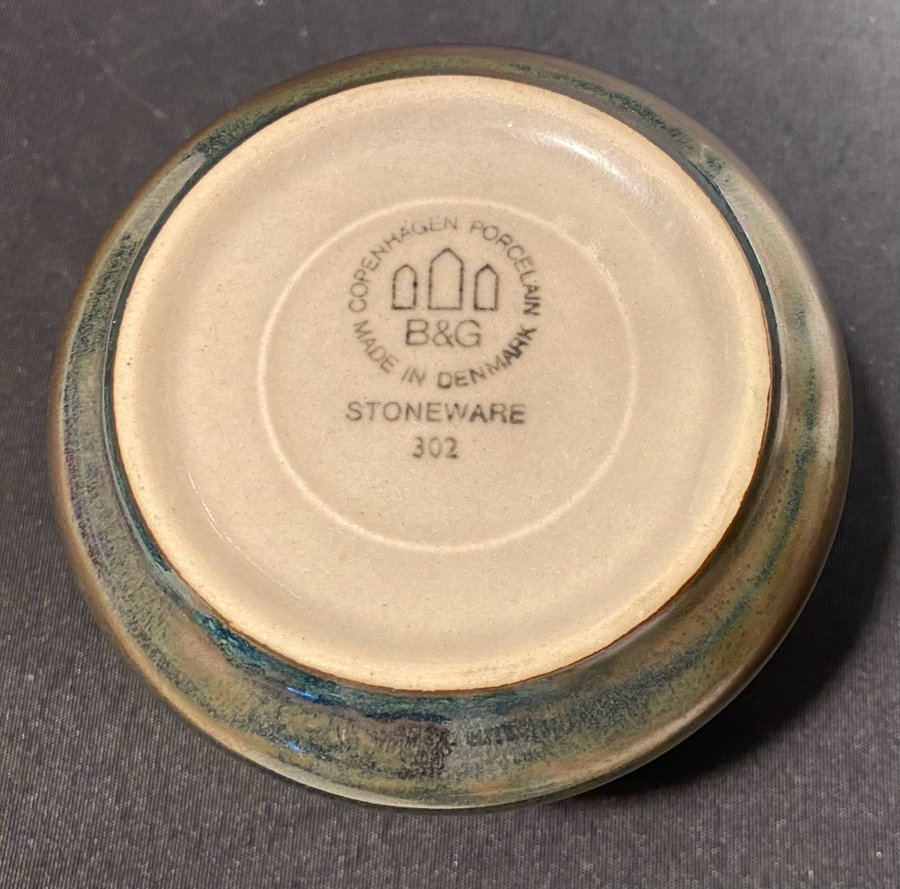 COPENHAGEN PORCELAIN
B&G
MADE IN DENMARK
STONEWARE
302